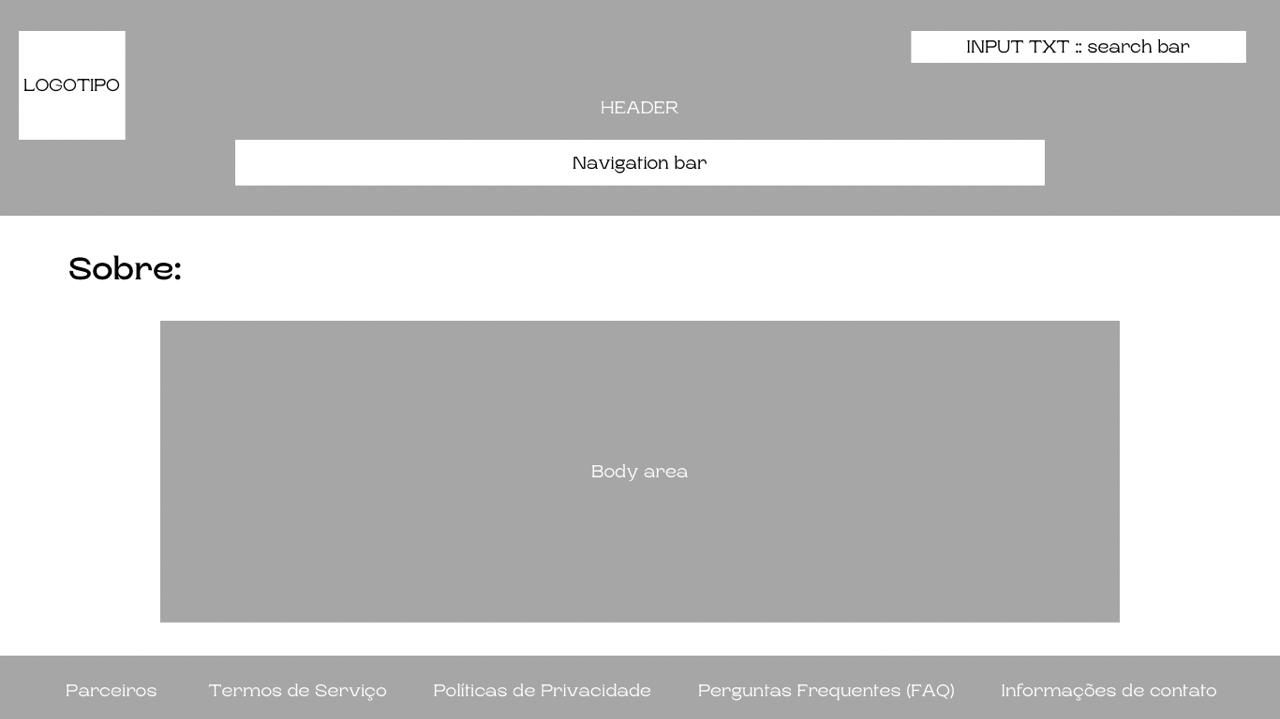 INPUT TXT :: search bar
LOGOTIPO
HEADER
Navigation bar
Sobre:
Body area
Parceiros
Termos de Serviço
Políticas de Privacidade
Perguntas Frequentes (FAQ)
Informações de contato